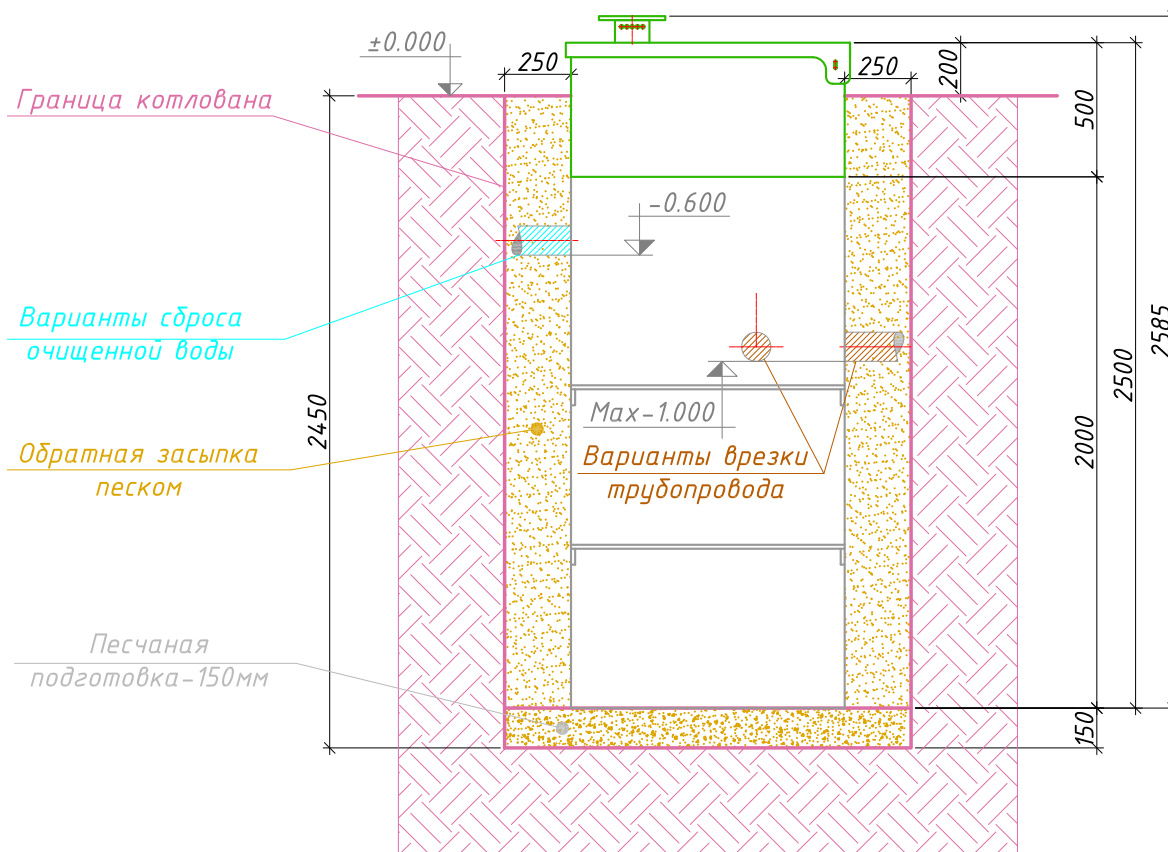 ±0.000
250
250
200
500
Граница котлована
-0.600
Варианты сброса
очищенной воды
2585
2500
2450
Max-1.000
2000
Обратная засыпка
песком
Варианты врезки
трубопровода
Песчаная
подготовка-150мм
150